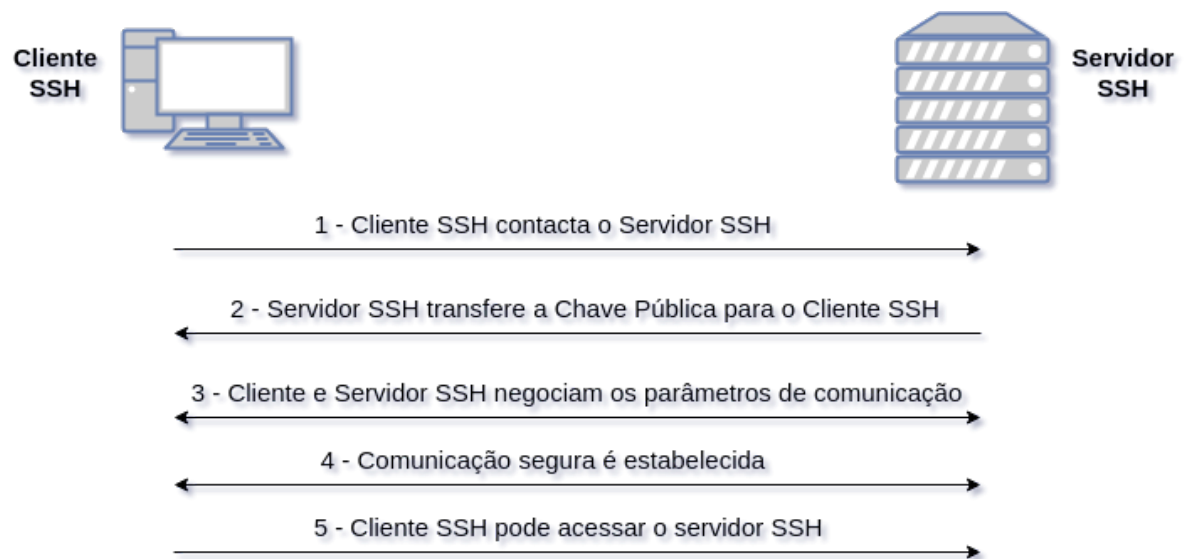 Cliente
SSH
Servidor
SSH
1 - Cliente SSH contacta o Servidor SSH
2 - Servidor SSH transfere a Chave Pública para o Cliente SSH
3 - Cliente e Servidor SSH negociam os parâmetros de comunicação
4 - Comunicação segura é estabelecida
5 - Cliente SSH pode acessar o servidor SSH